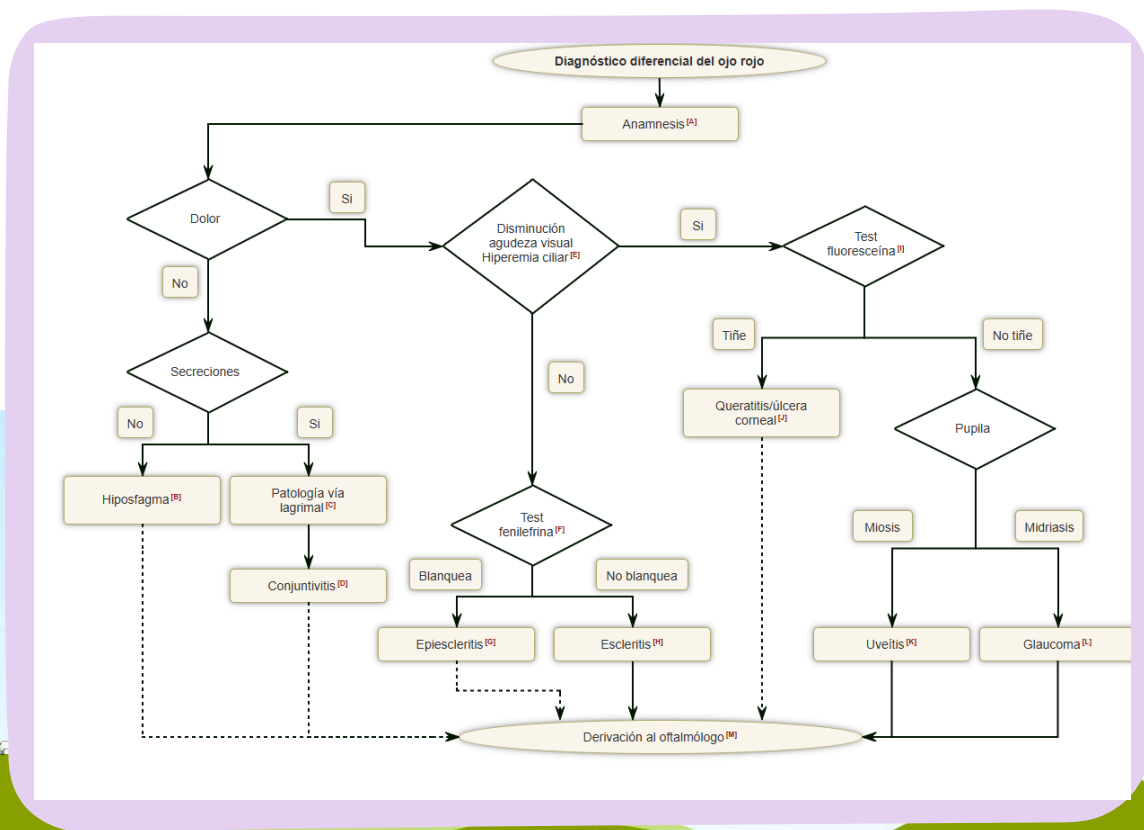 Diagnóstico diferencial del ojo rojo
Anamnesis [A]
Dolor
Si
Disminución
agudeza visual
Hiperemia ciliar [E]
Si
Test
fluoresceína [I]
No
Secreciones
No
Si
Hiposfagma [B]
Patología vía
lagrimal [C]
Conjuntivitis [D]
No
Test
fenilefrina [F]
Blanquea
No blanquea
Epiescleritis [G]
Escleritis [H]
Tiñe
No tiñe
Queratitis/úlcera
corneal [J]
Pupila
Miosis
Midriasis
Uveítis [K]
Glaucoma [L]
Derivación al oftalmólogo [M]